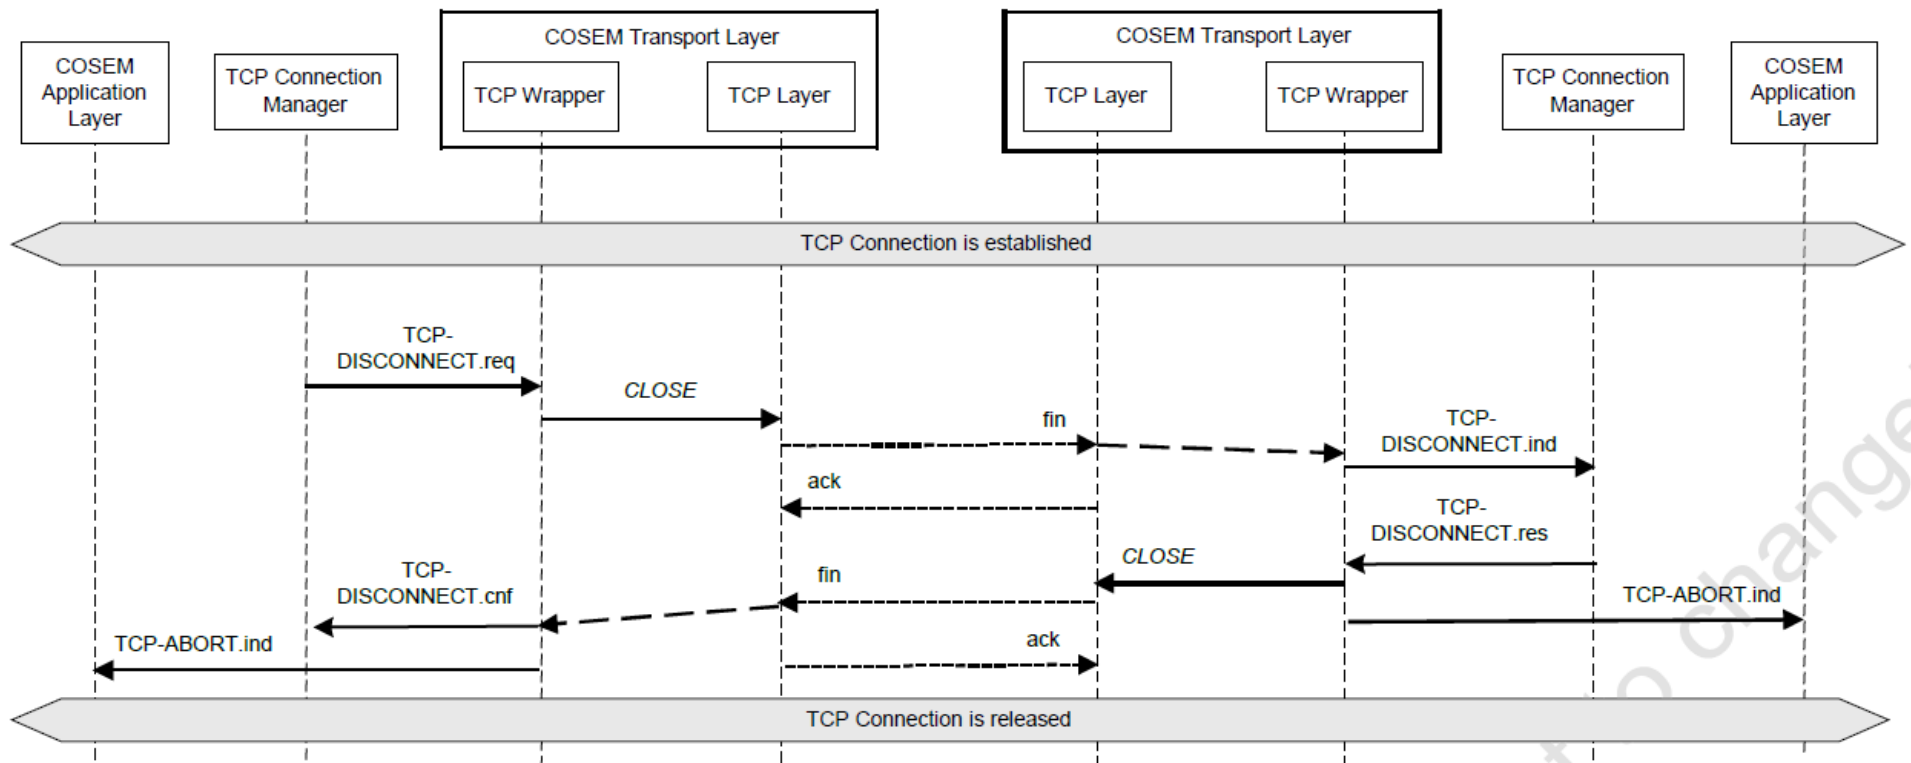 COSEM Transport Layer
COSEM Transport Layer
COSEM
Application
Layer
TCP Connection
Manager
TCP Wrapper
TCP Layer
TCP Layer
TCP Wrapper
TCP Connection
Manager
COSEM
Application
Layer
TCP Connection is established
TCP-
DISCONNECT.req
CLOSE
fin
TCP-
DISCONNECT.ind
ack
TCP-
DISCONNECT.res
CLOSE
TCP-
DISCONNECT.cnf
fin
TCP-ABORT.ind
TCP-ABORT.ind
ack
TCP Connection is released
to change